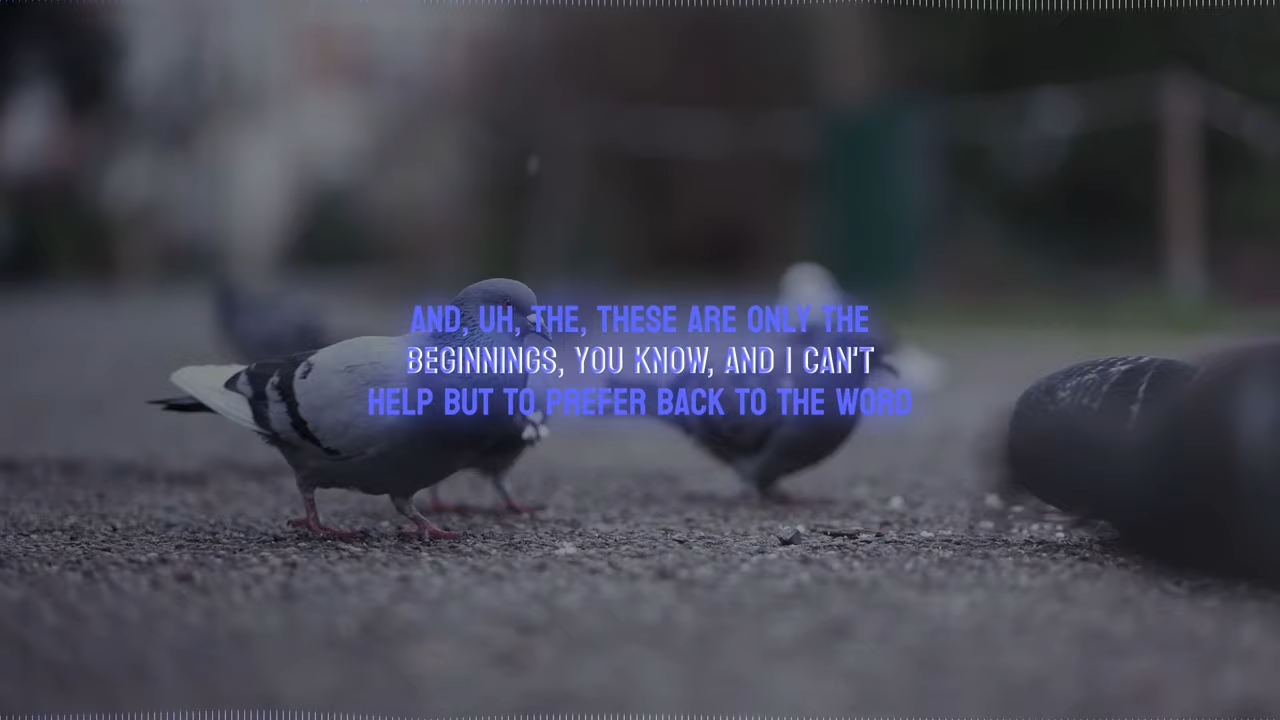 AND, UH, THE, THESE ARE ONLY THE
BEGINNINGS, YOU KNOW, AND I CAN'T
HELP BUT TO PREFER BACK TO THE WORD